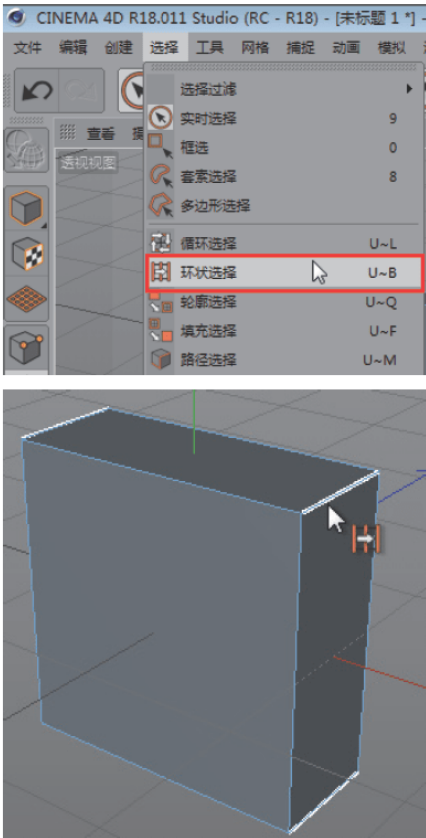 CINEMA 4D R18.011 Studio (RC - R18) - [未标题 1 *] -
文件 编辑 创建 选择 工具 网格 捕捉 动画 模拟
选择过滤
实时选择 9
查看
框选 0
透视视图
套索选择 8
多边形选择
循环选择 U~L
环状选择 U~B
轮廓选择 U~Q
填充选择 U~F
路径选择 U~M